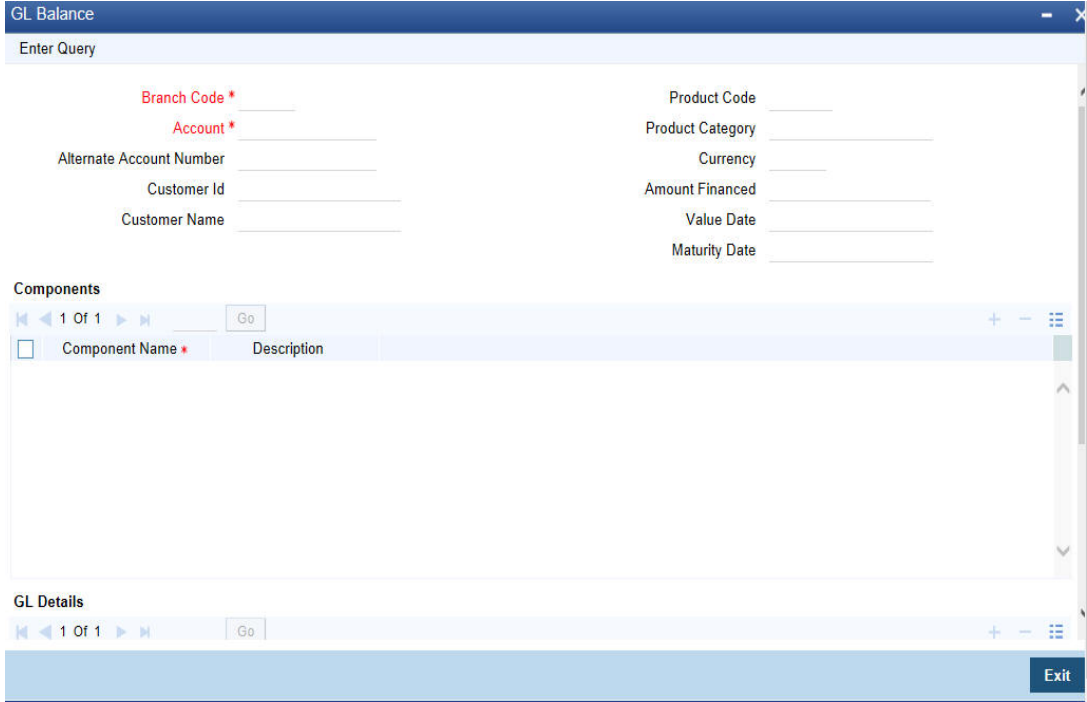 GL Balance
Enter Query
Branch Code *
Account *
Alternate Account Number
Customer Id
Customer Name
Product Code
Product Category
Currency
Amount Financed
Value Date
Maturity Date
Components
1 Of 1 Go
Component Name * Description
GL Details
1 Of 1 Go
Exit